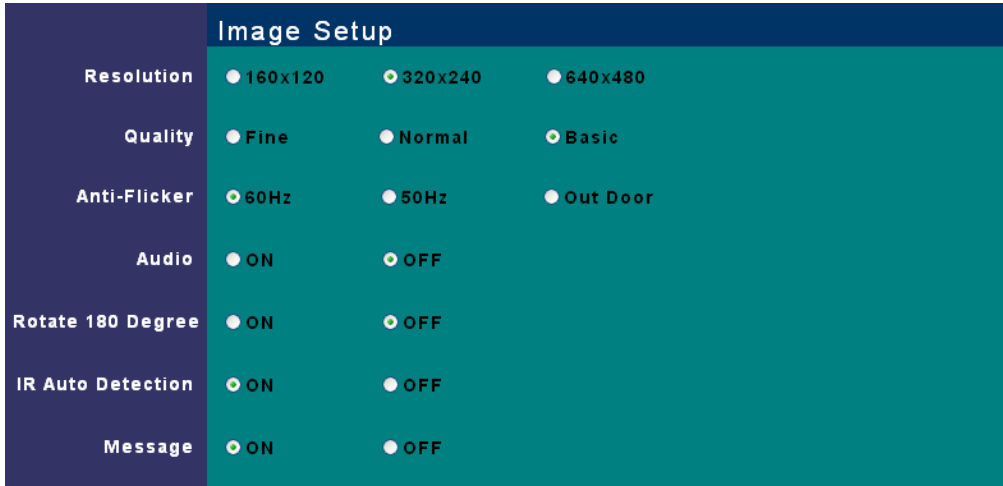 Image Setup
Resolution 160x120 320x240 640x480
Quality Fine Normal Basic
Anti-Flicker 60Hz 50Hz Out Door
Audio ON OFF
Rotate 180 Degree ON OFF
IR Auto Detection ON OFF
Message ON OFF